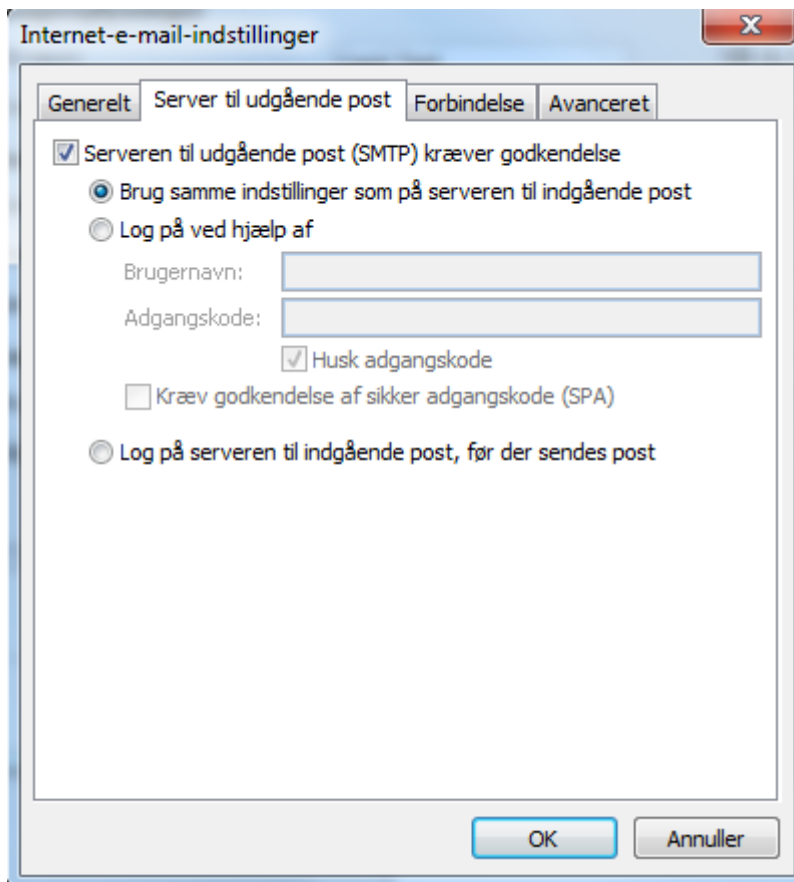 Internet-e-mail-indstillinger
Generelt Server til udgående post Forbindelse Avanceret
Serveren til udgående post (SMTP) kræver godkendelse
Brug samme indstillinger som på serveren til indgående post
Log på ved hjælp af
Brugernavn:
Adgangskode:
Husk adgangskode
Kræv godkendelse af sikker adgangskode (SPA)
Log på serveren til indgående post, før der sendes post
OK Annuller